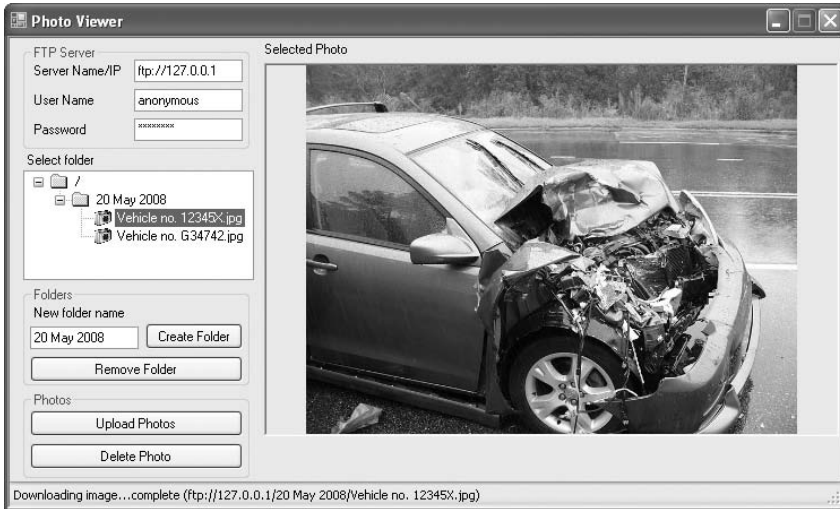 Photo Viewer
FTP Server
Server Name/IP ftp://127.0.0.1
User Name anonymous
Password ********
Select folder
/
20 May 2008
Vehicle no. 12345X.jpg
Vehicle no. G34742.jpg
Folders
New folder name
20 May 2008 Create Folder
Remove Folder
Photos
Upload Photos
Delete Photo
Selected Photo
Downloading image...complete (ftp://127.0.0.1/20 May 2008/Vehicle no. 12345X.jpg)